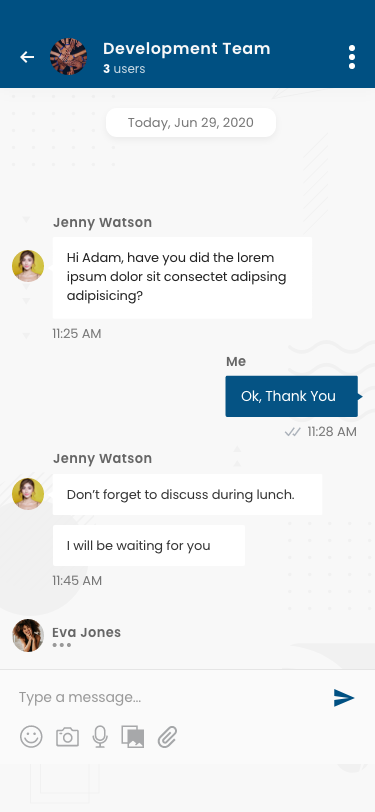 Development Team
3 users
Today, Jun 29, 2020
Jenny Watson
Hi Adam, have you did the lorem
ipsum dolor sit consectet adipsing
adipisicing?
11:25 AM
Me
Ok, Thank You
11:28 AM
Jenny Watson
Don’t forget to discuss during lunch.
I will be waiting for you
11:45 AM
Eva Jones
Type a message...